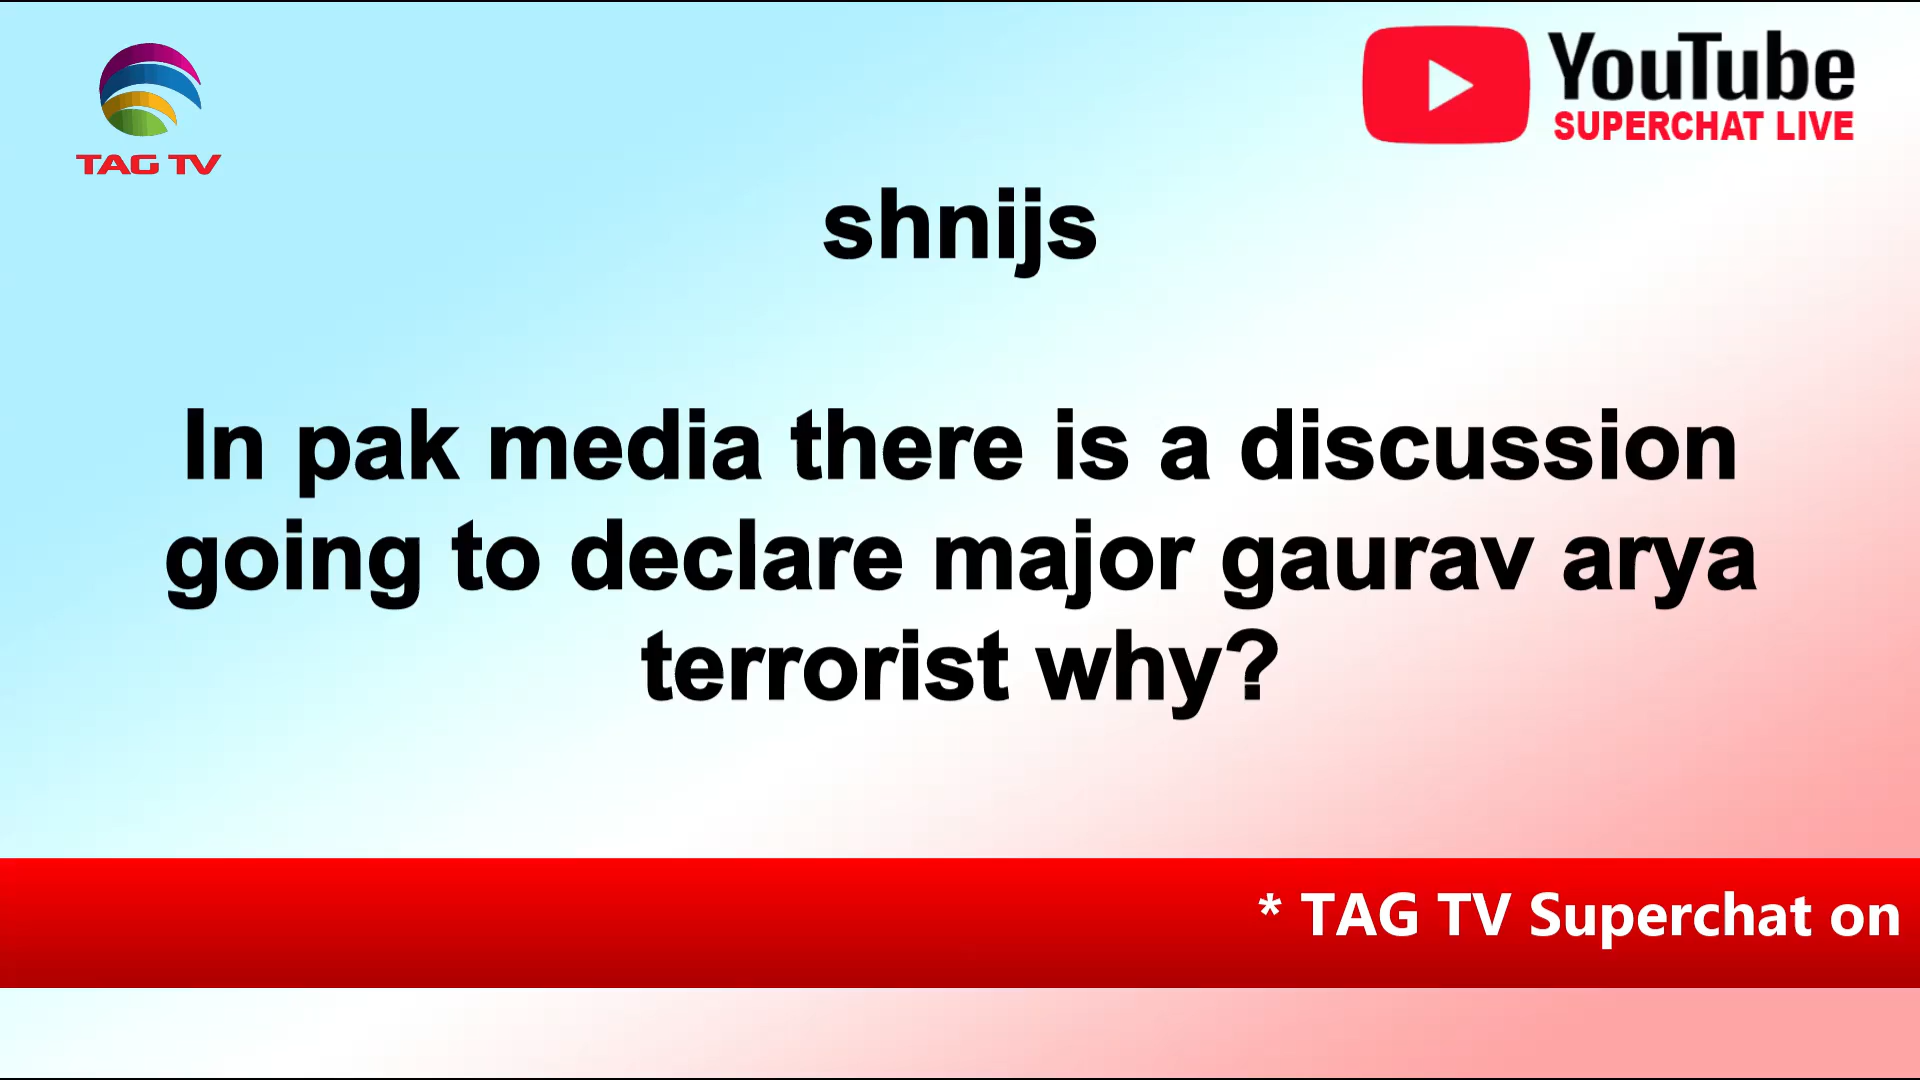 TAG TV
YouTube
SUPERCHAT LIVE
shnijs
In pak media there is a discussion
going to declare major gaurav arya
terrorist why?
* TAG TV Superchat on